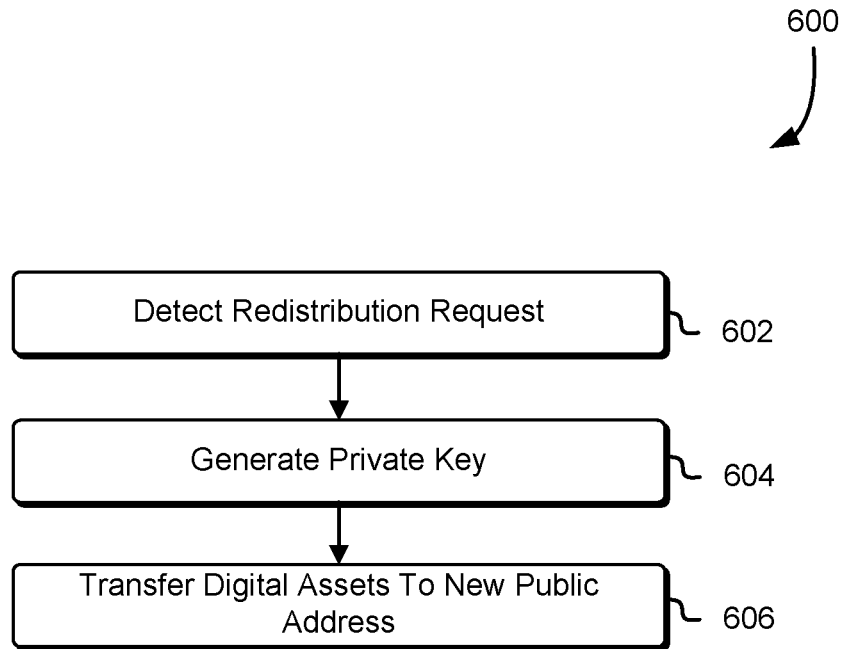 600
Detect Redistribution Request
602
Generate Private Key
604
Transfer Digital Assets To New Public
Address
606